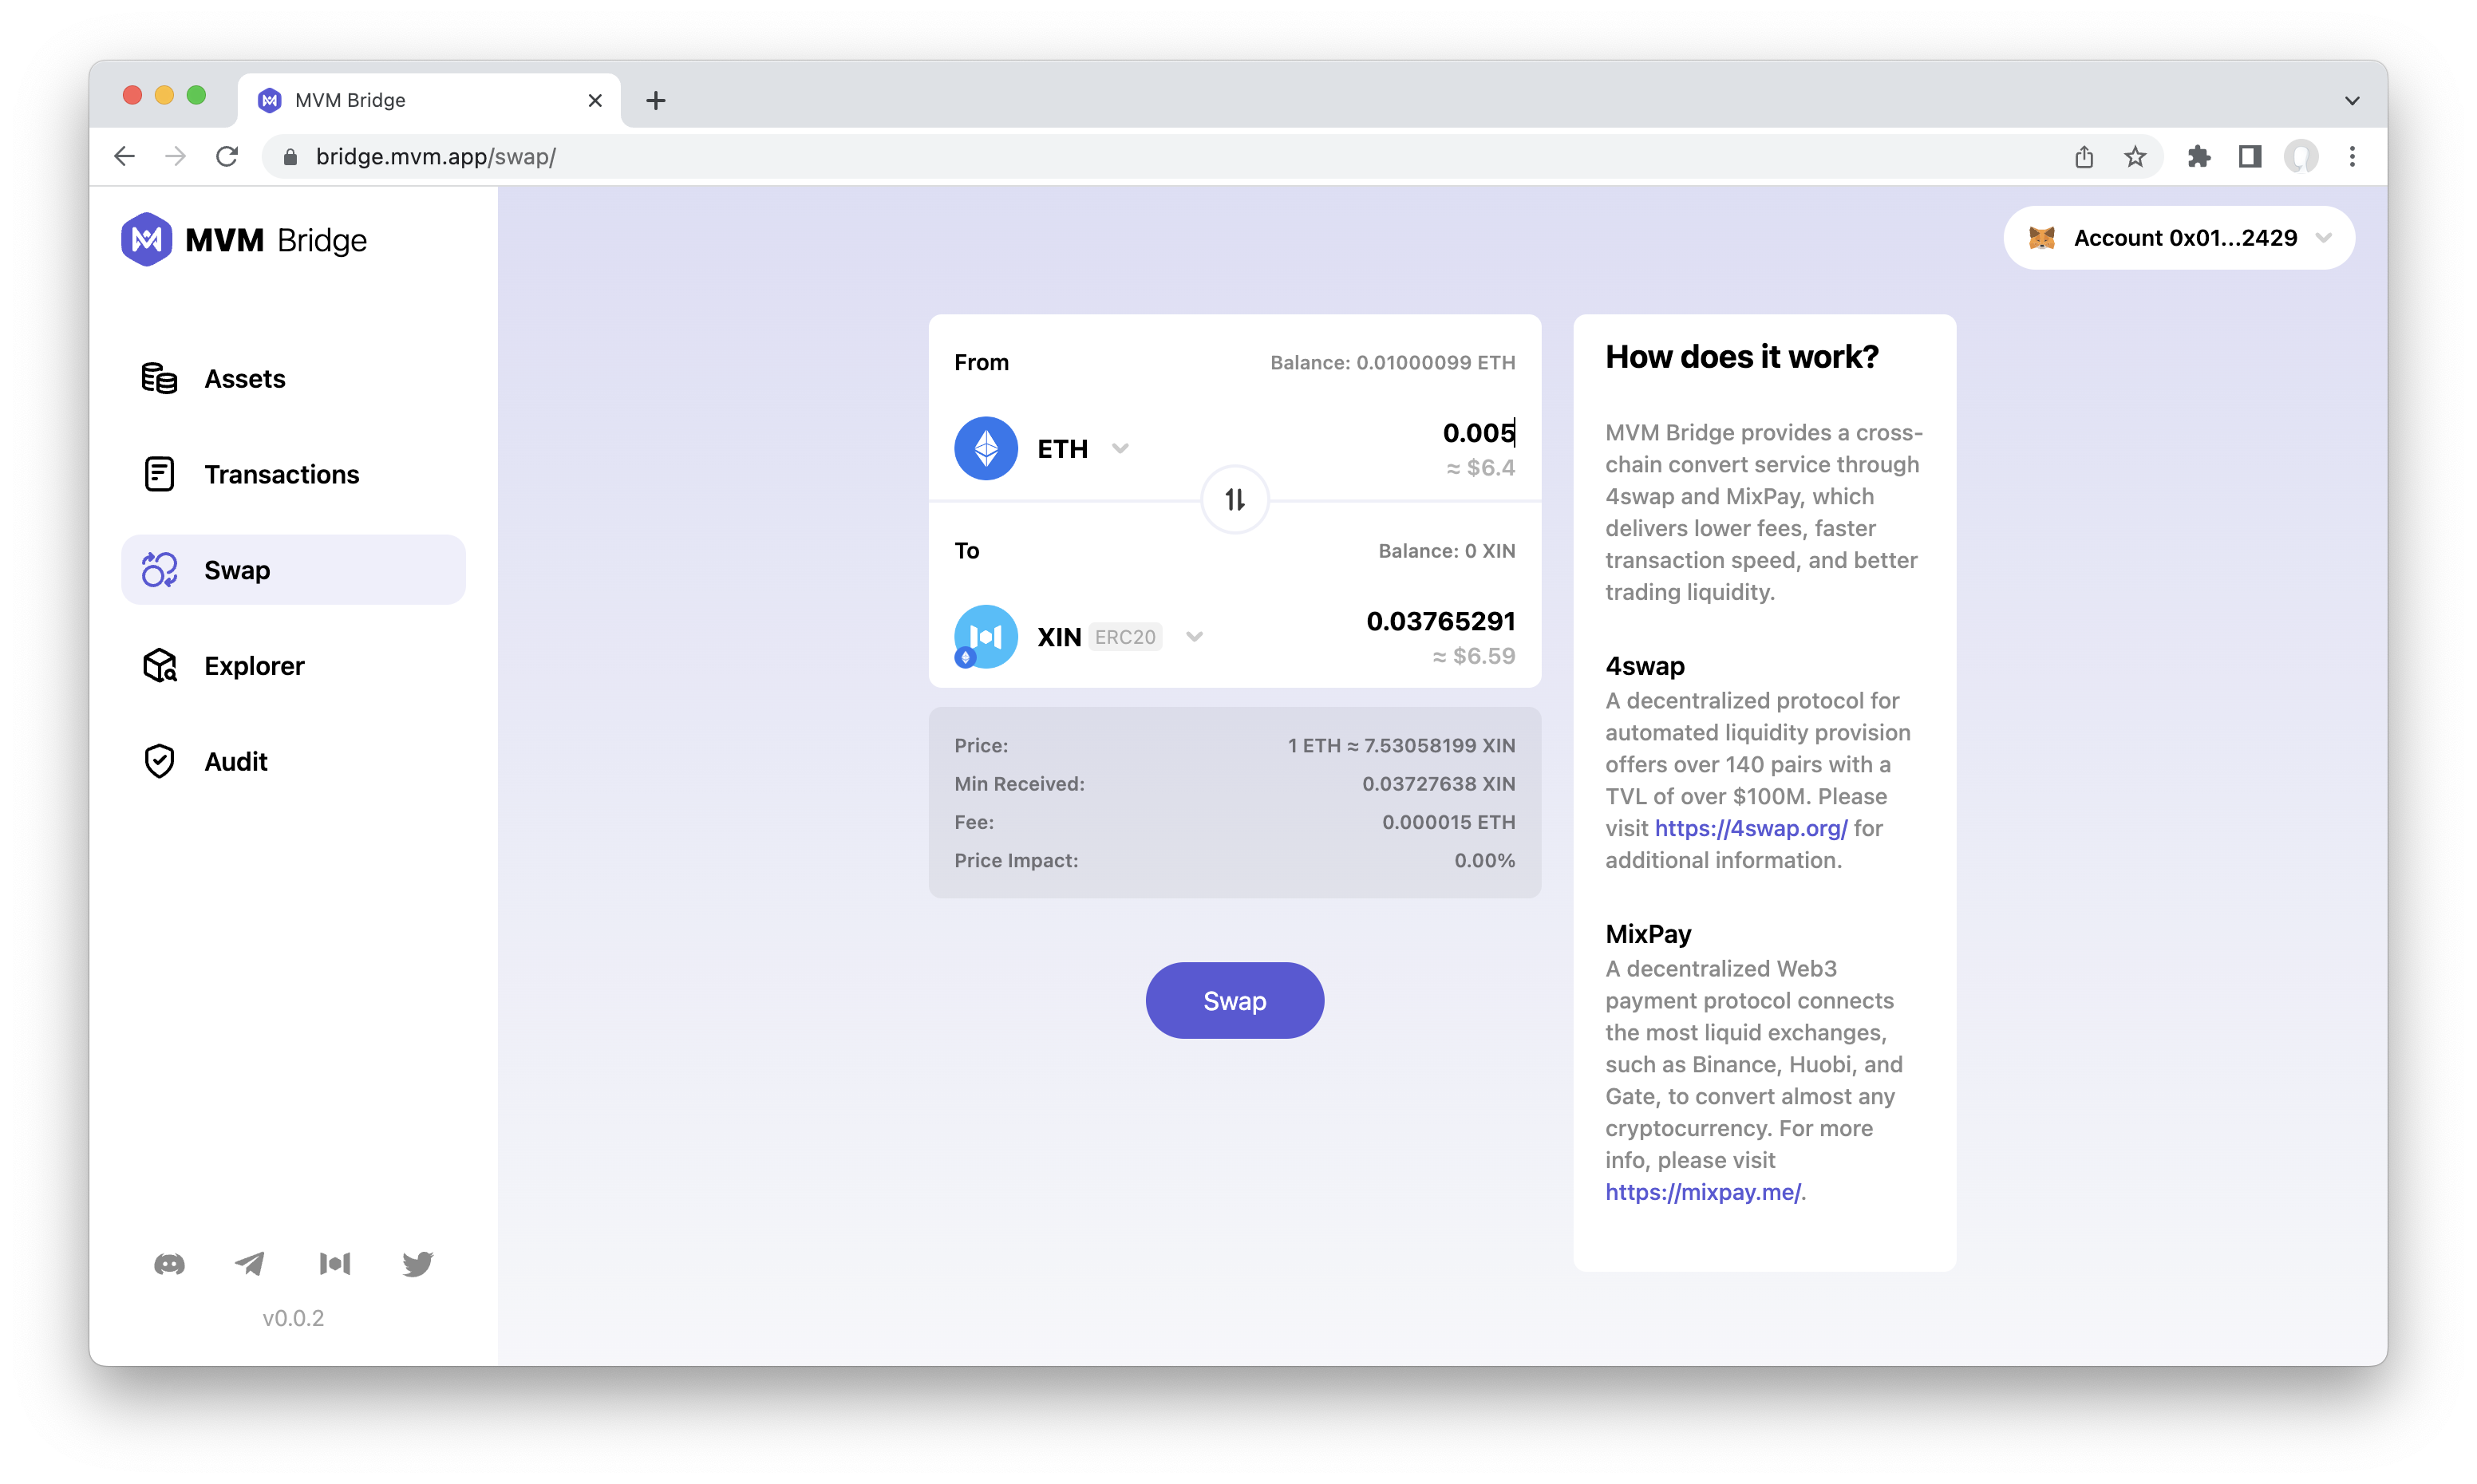 MVM Bridge
bridge.mvm.app/swap/
MVM Bridge
Account 0x01...2429
Assets
Transactions
Swap
Explorer
Audit
v0.0.2
From
Balance: 0.01000099 ETH
ETH
0.005
≈ $6.4
To
Balance: 0 XIN
XIN ERC20
0.03765291
≈ $6.59
Price: 1 ETH ≈ 7.53058199 XIN
Min Received: 0.03727638 XIN
Fee: 0.000015 ETH
Price Impact: 0.00%
Swap
How does it work?
MVM Bridge provides a cross-
chain convert service through
4swap and MixPay, which
delivers lower fees, faster
transaction speed, and better
trading liquidity.
4swap
A decentralized protocol for
automated liquidity provision
offers over 140 pairs with a
TVL of over $100M. Please
visit https://4swap.org/ for
additional information.
MixPay
A decentralized Web3
payment protocol connects
the most liquid exchanges,
such as Binance, Huobi, and
Gate, to convert almost any
cryptocurrency. For more
info, please visit
https://mixpay.me/.